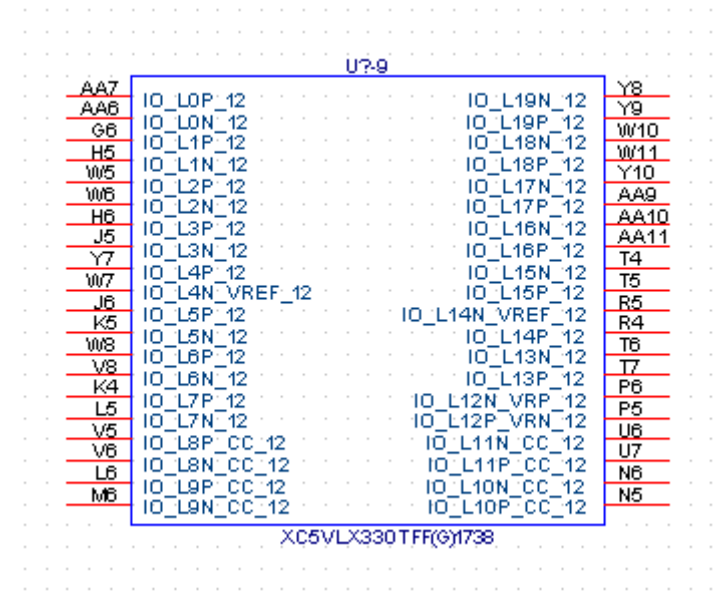 U?-9
AA7 IO_L0P_12 IO_L19N_12 Y8
AA6 IO_L0N_12 IO_L19P_12 Y9
G6 IO_L1P_12 IO_L18N_12 W10
H5 IO_L1N_12 IO_L18P_12 W11
W5 IO_L2P_12 IO_L17N_12 Y10
W6 IO_L2N_12 IO_L17P_12 AA9
H6 IO_L3P_12 IO_L16N_12 AA10
J5 IO_L3N_12 IO_L16P_12 AA11
Y7 IO_L4P_12 IO_L15N_12 T4
W7 IO_L4N_VREF_12 IO_L15P_12 T5
J6 IO_L5P_12 IO_L14N_VREF_12 R5
K5 IO_L5N_12 IO_L14P_12 R4
W8 IO_L6P_12 IO_L13N_12 T6
V8 IO_L6N_12 IO_L13P_12 T7
K4 IO_L7P_12 IO_L12N_VRP_12 P6
L5 IO_L7N_12 IO_L12P_VRN_12 P5
V5 IO_L8P_CC_12 IO_L11N_CC_12 U6
V6 IO_L8N_CC_12 IO_L11P_CC_12 U7
L6 IO_L9P_CC_12 IO_L10N_CC_12 N6
M6 IO_L9N_CC_12 IO_L10P_CC_12 N5
XC5VLX330TFF(G)1738